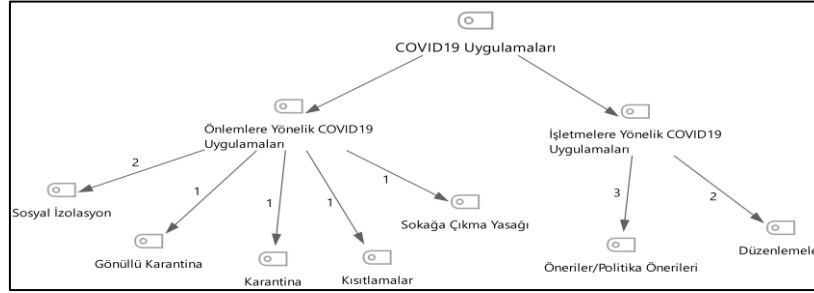 COVID19 Uygulamaları
Önlemlere Yönelik COVID19
Uygulamaları
İşletmelere Yönelik COVID19
Uygulamaları
2
1
1
1
1
3
2
Sosyal İzolasyon
Gönüllü Karantina
Karantina
Kısıtlamalar
Sokağa Çıkma Yasağı
Öneriler/Politika Önerileri
Düzenlemele